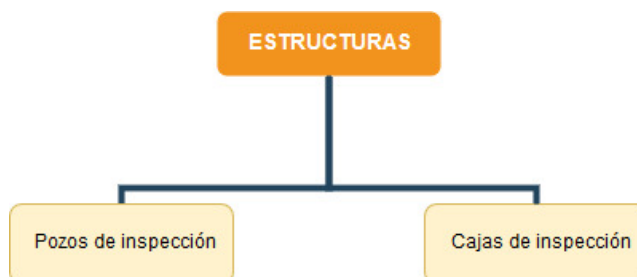 ESTRUCTURAS
Pozos de inspección
Cajas de inspección